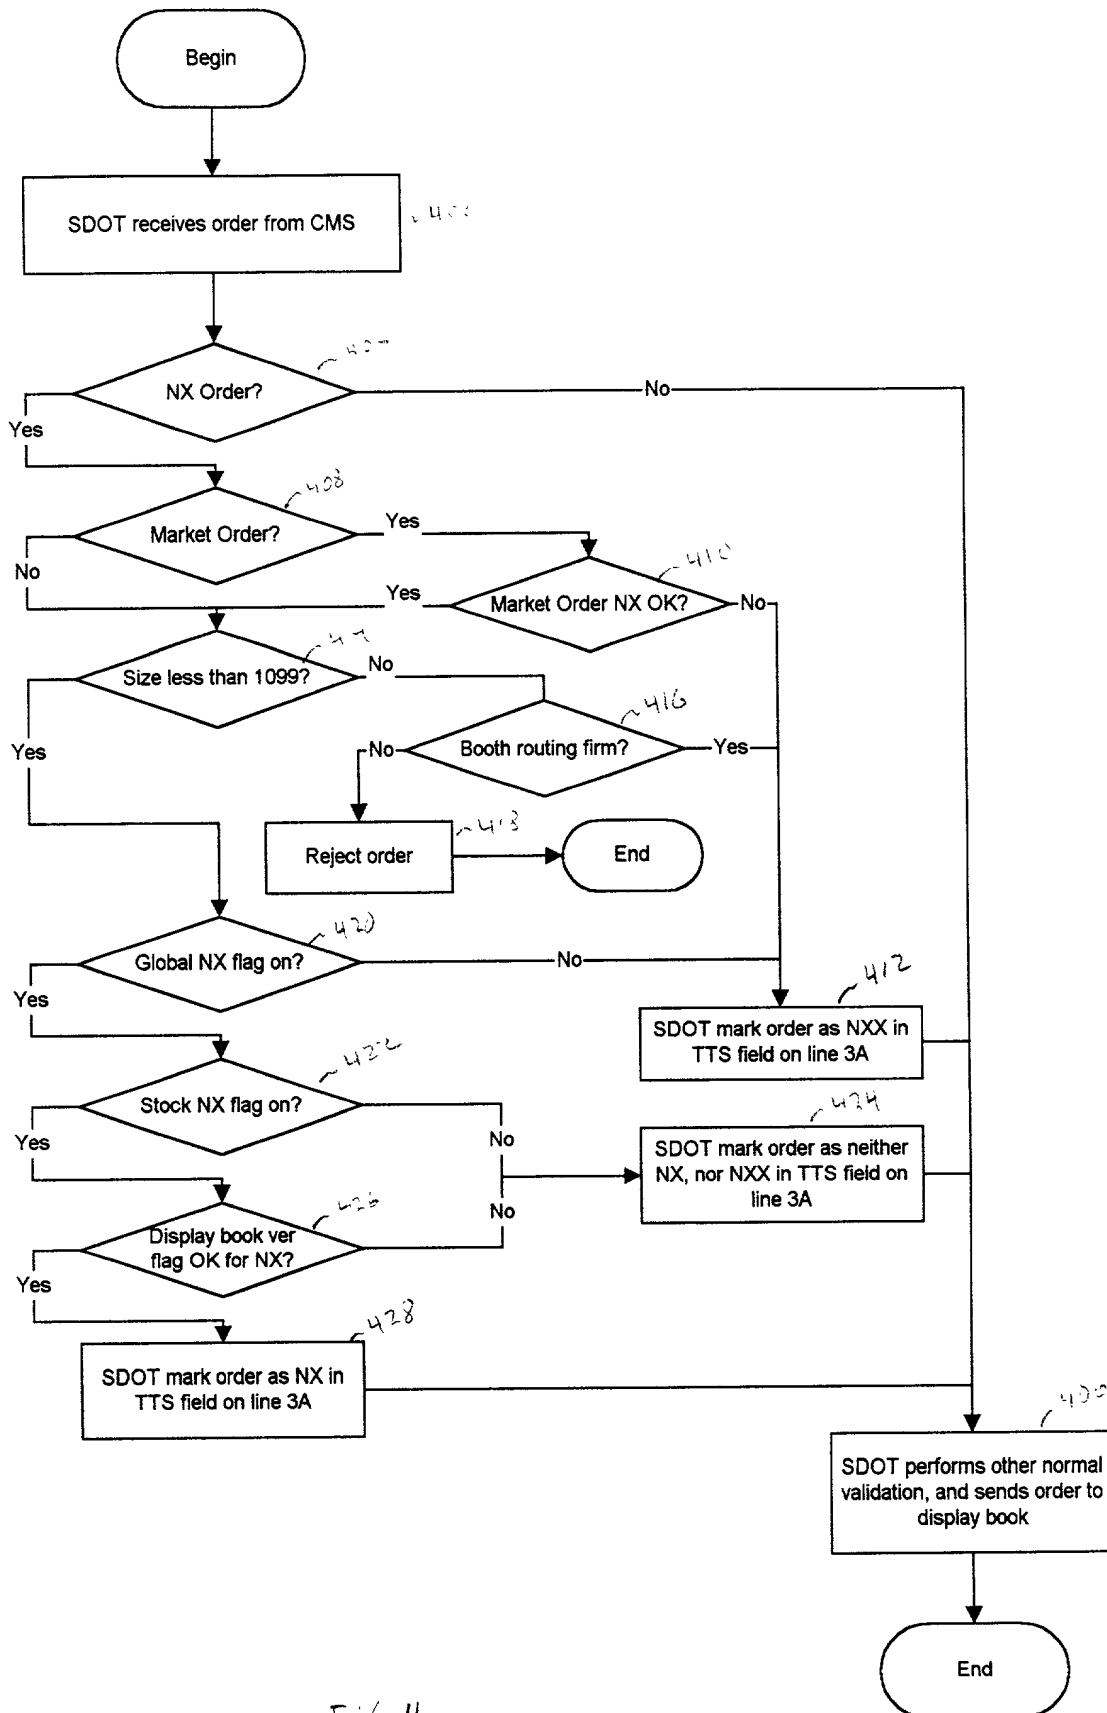 Begin
SDOT receives order from CMS
NX Order?
No
Yes
408
Market Order?
Yes
No
410
Market Order NX OK?
Yes
No
Size less than 1099?
No
416
Yes
Booth routing firm?
No
Yes
418
Reject order
End
420
Global NX flag on?
No
Yes
412
SDOT mark order as NXX in
TTS field on line 3A
422
Stock NX flag on?
Yes
No
424
SDOT mark order as neither
NX, nor NXX in TTS field on
line 3A
No
426
Display book ver
flag OK for NX?
Yes
428
SDOT mark order as NX in
TTS field on line 3A
SDOT performs other normal
validation, and sends order to
display book
End